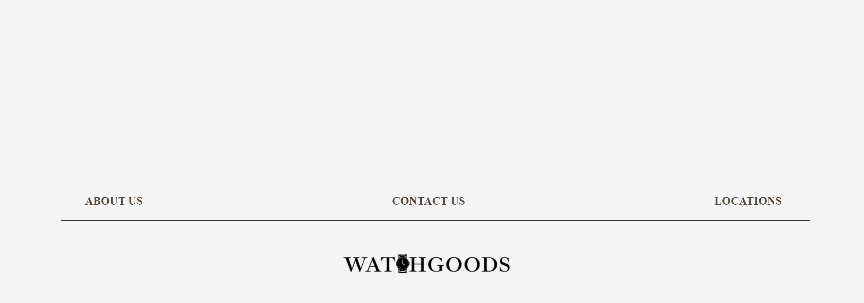 ABOUT US CONTACT US LOCATIONS
WATCHGOODS